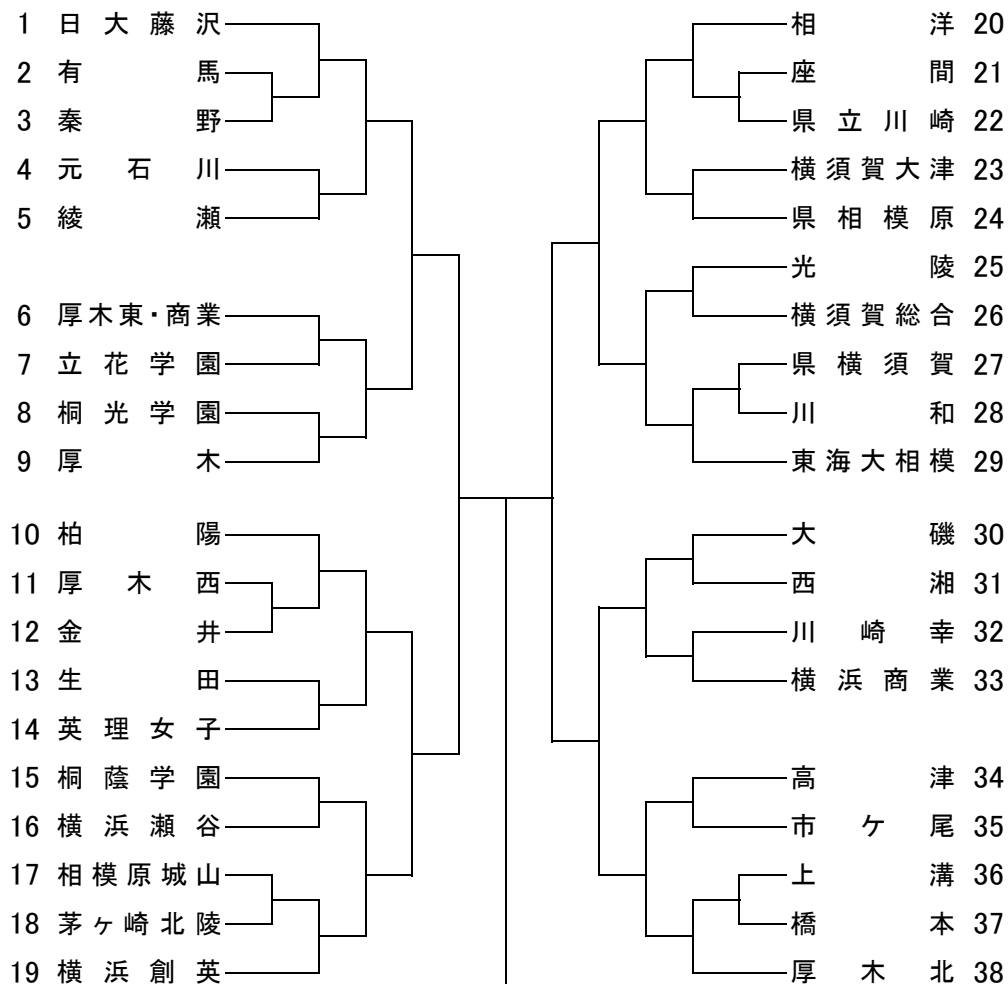 1 日大藤沢
2 有馬
3 秦野
4 元石川
5 綾瀬
6 厚木東・商業
7 立花学園
8 桐光学園
9 厚木
10 柏陽
11 厚木西
12 金井
13 生田
14 英理女子
15 桐蔭学園
16 横浜瀬谷
17 相模原城山
18 茅ヶ崎北陵
19 横浜創英
相洋 20
座間 21
県立川崎 22
横須賀大津 23
県相模原 24
光陵 25
横須賀総合 26
県横須賀 27
川和 28
東海大相模 29
大磯 30
西湘 31
川崎幸 32
横浜商業 33
高津 34
市ケ尾 35
上溝 36
橋本 37
厚木北 38